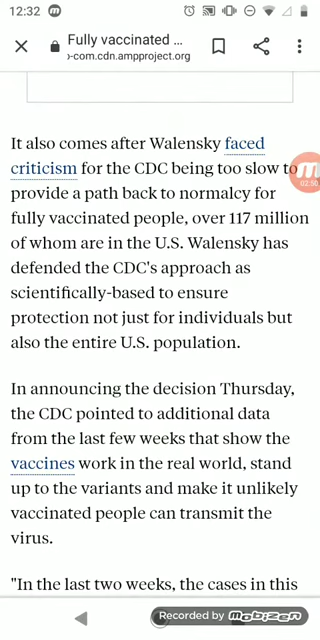 12:32
Fully vaccinated ...
-com.cdn.ampproject.org
It also comes after Walensky faced
criticism for the CDC being too slow to
provide a path back to normalcy for
02:50
fully vaccinated people, over 117 million
of whom are in the U.S. Walensky has
defended the CDC's approach as
scientifically-based to ensure
protection not just for individuals but
also the entire U.S. population.
In announcing the decision Thursday,
the CDC pointed to additional data
from the last few weeks that show the
vaccines work in the real world, stand
up to the variants and make it unlikely
vaccinated people can transmit the
virus.
"In the last two weeks, the cases in this
Recorded by mobizen